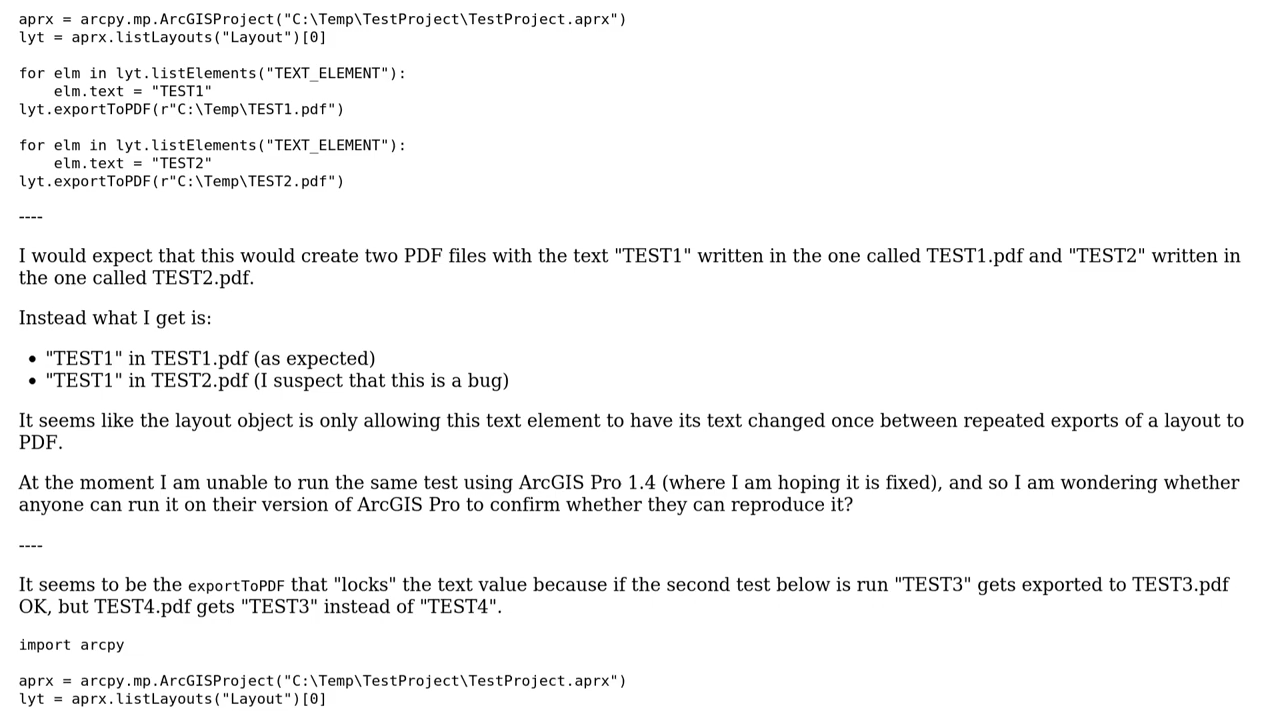 aprx = arcpy.mp.ArcGISProject("C:\Temp\TestProject\TestProject.aprx")
lyt = aprx.listLayouts("Layout")[0]

for elm in lyt.listElements("TEXT_ELEMENT"):
    elm.text = "TEST1"
lyt.exportToPDF(r"C:\Temp\TEST1.pdf")

for elm in lyt.listElements("TEXT_ELEMENT"):
    elm.text = "TEST2"
lyt.exportToPDF(r"C:\Temp\TEST2.pdf")

----

I would expect that this would create two PDF files with the text "TEST1" written in the one called TEST1.pdf and "TEST2" written in
the one called TEST2.pdf.

Instead what I get is:

• "TEST1" in TEST1.pdf (as expected)
• "TEST1" in TEST2.pdf (I suspect that this is a bug)

It seems like the layout object is only allowing this text element to have its text changed once between repeated exports of a layout to
PDF.

At the moment I am unable to run the same test using ArcGIS Pro 1.4 (where I am hoping it is fixed), and so I am wondering whether
anyone can run it on their version of ArcGIS Pro to confirm whether they can reproduce it?

----

It seems to be the exportToPDF that "locks" the text value because if the second test below is run "TEST3" gets exported to TEST3.pdf
OK, but TEST4.pdf gets "TEST3" instead of "TEST4".

import arcpy

aprx = arcpy.mp.ArcGISProject("C:\Temp\TestProject\TestProject.aprx")
lyt = aprx.listLayouts("Layout")[0]